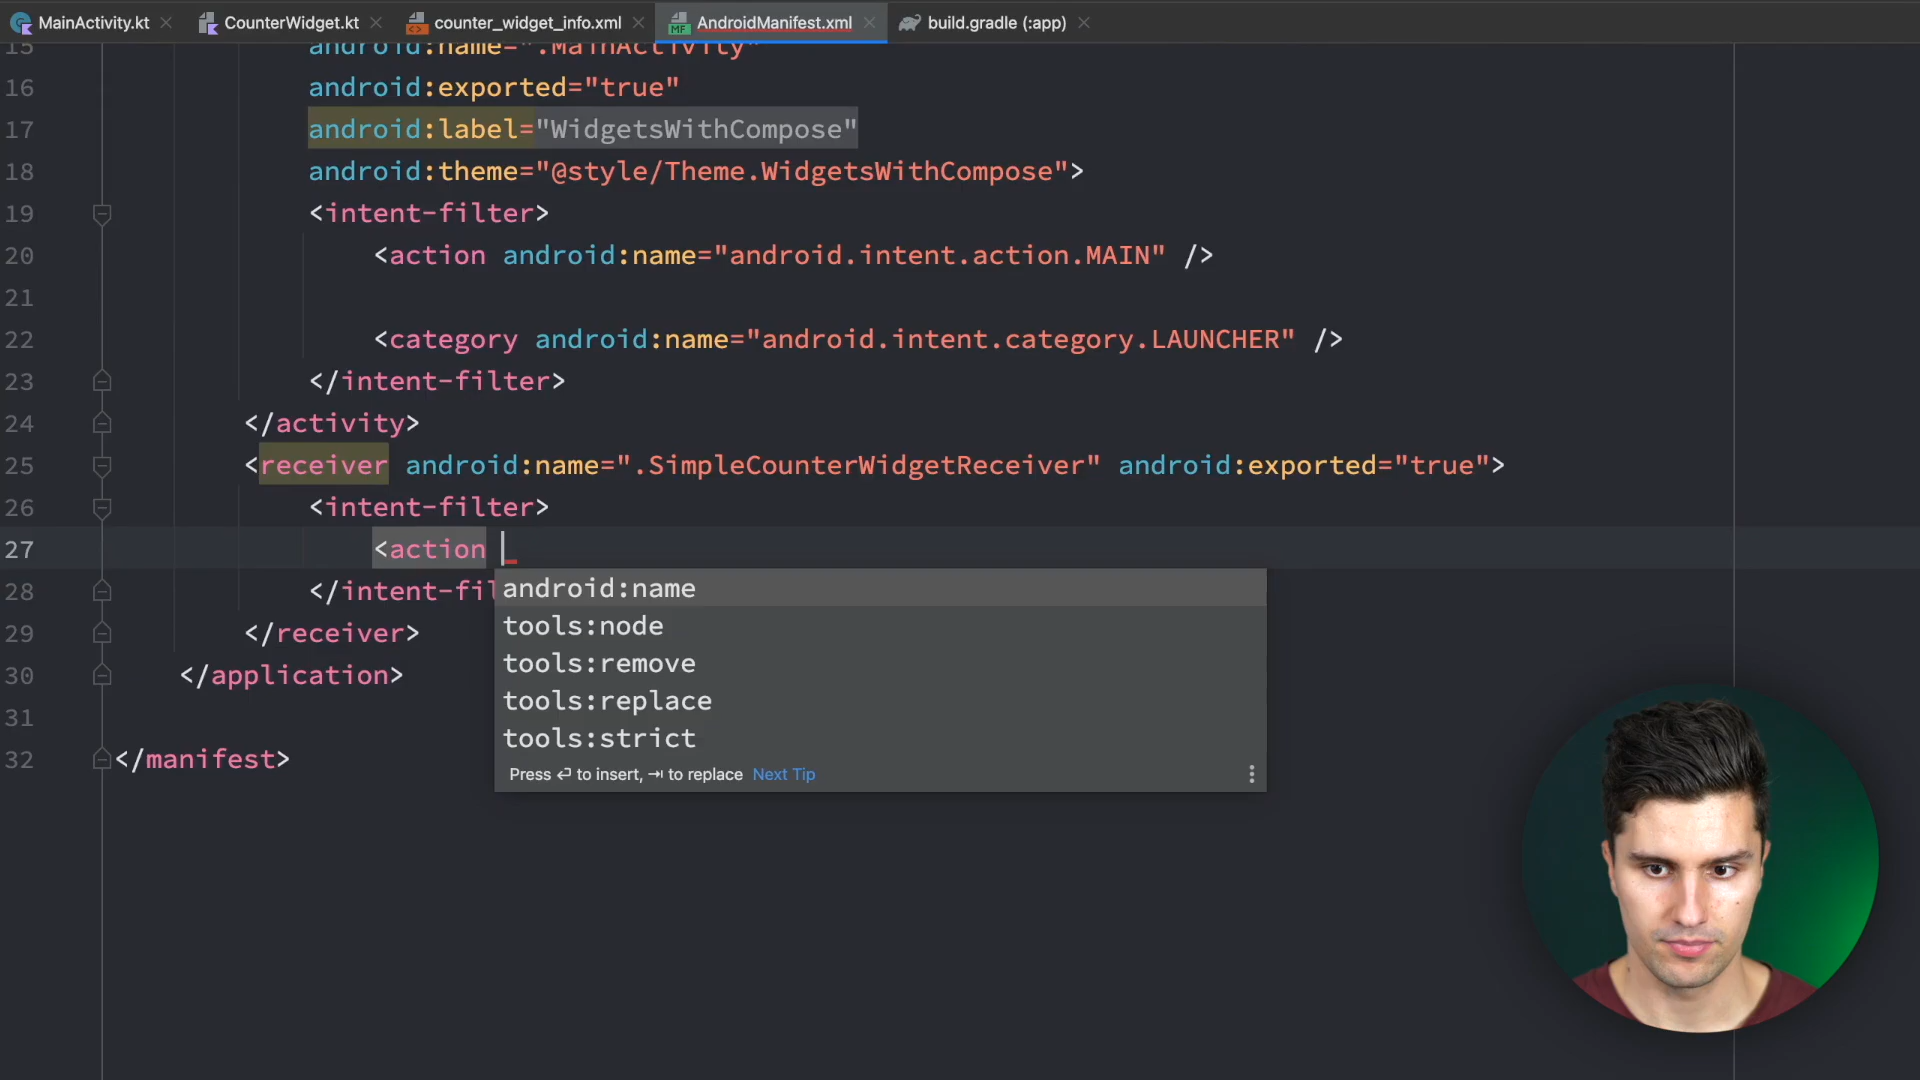 MainActivity.kt CounterWidget.kt counter_widget_info.xml AndroidManifest.xml build.gradle (:app)
15 android:name=".MainActivity"
16 android:exported="true"
17 android:label="WidgetsWithCompose"
18 android:theme="@style/Theme.WidgetsWithCompose">
19 <intent-filter>
20 <action android:name="android.intent.action.MAIN" />
21
22 <category android:name="android.intent.category.LAUNCHER" />
23 </intent-filter>
24 </activity>
25 <receiver android:name=".SimpleCounterWidgetReceiver" android:exported="true">
26 <intent-filter>
27 <action
android:name
28 </intent-fil
tools:node
29 </receiver>
tools:remove
30 </application>
tools:replace
31
tools:strict
32 </manifest>
Press ⏎ to insert, ⇥ to replace Next Tip